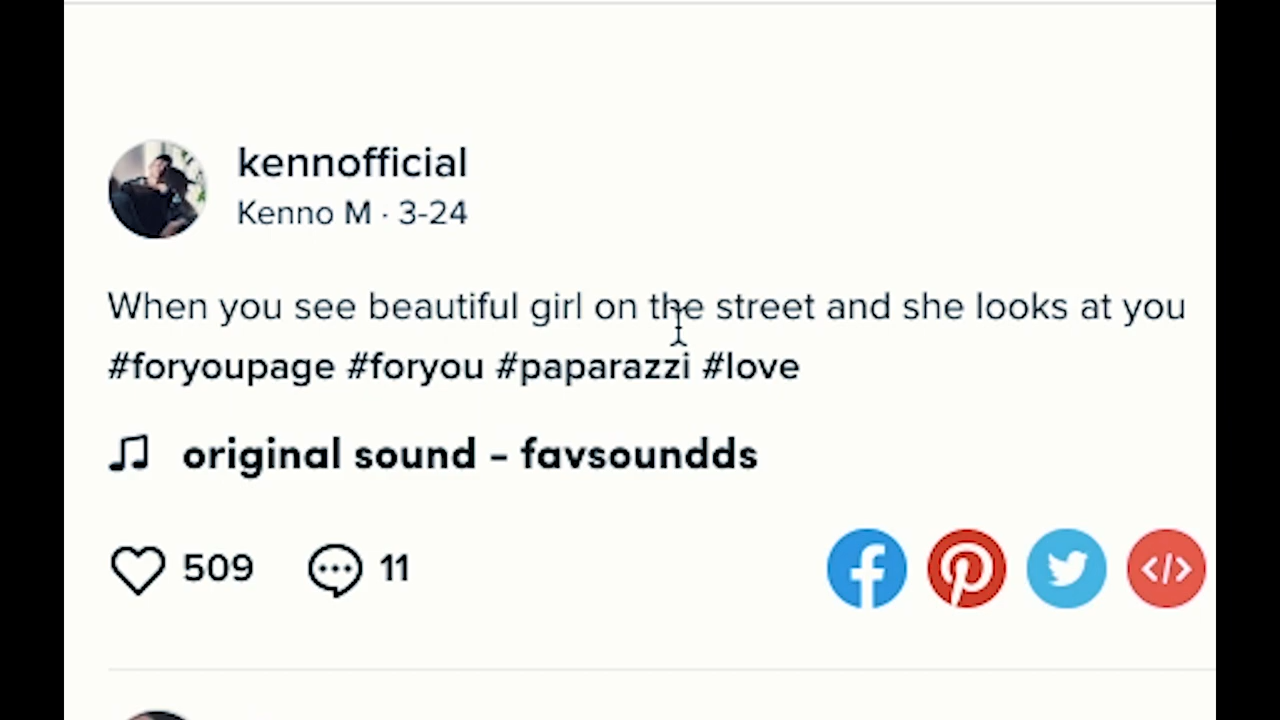 kennofficial
Kenno M · 3-24
When you see beautiful girl on the street and she looks at you
#foryoupage #foryou #paparazzi #love
original sound - favsoundds
509 11